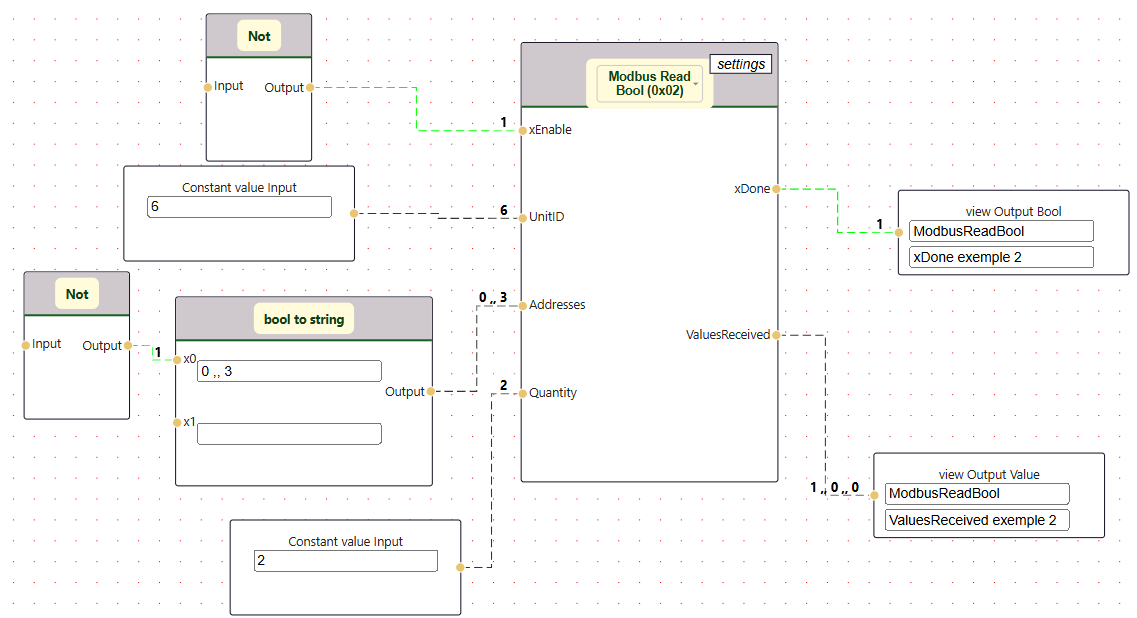 Not
Input
Output
settings
Modbus Read
Bool (0x02)
1
xEnable
Constant value Input
6
6
UnitID
xDone
1
view Output Bool
ModbusReadBool
xDone exemple 2
Not
Input
Output
1
bool to string
x0
0 ,, 3
Output
x1
0 ,, 3
Addresses
ValuesReceived
2
Quantity
1 ,, 0 ,, 0
view Output Value
ModbusReadBool
ValuesReceived exemple 2
Constant value Input
2